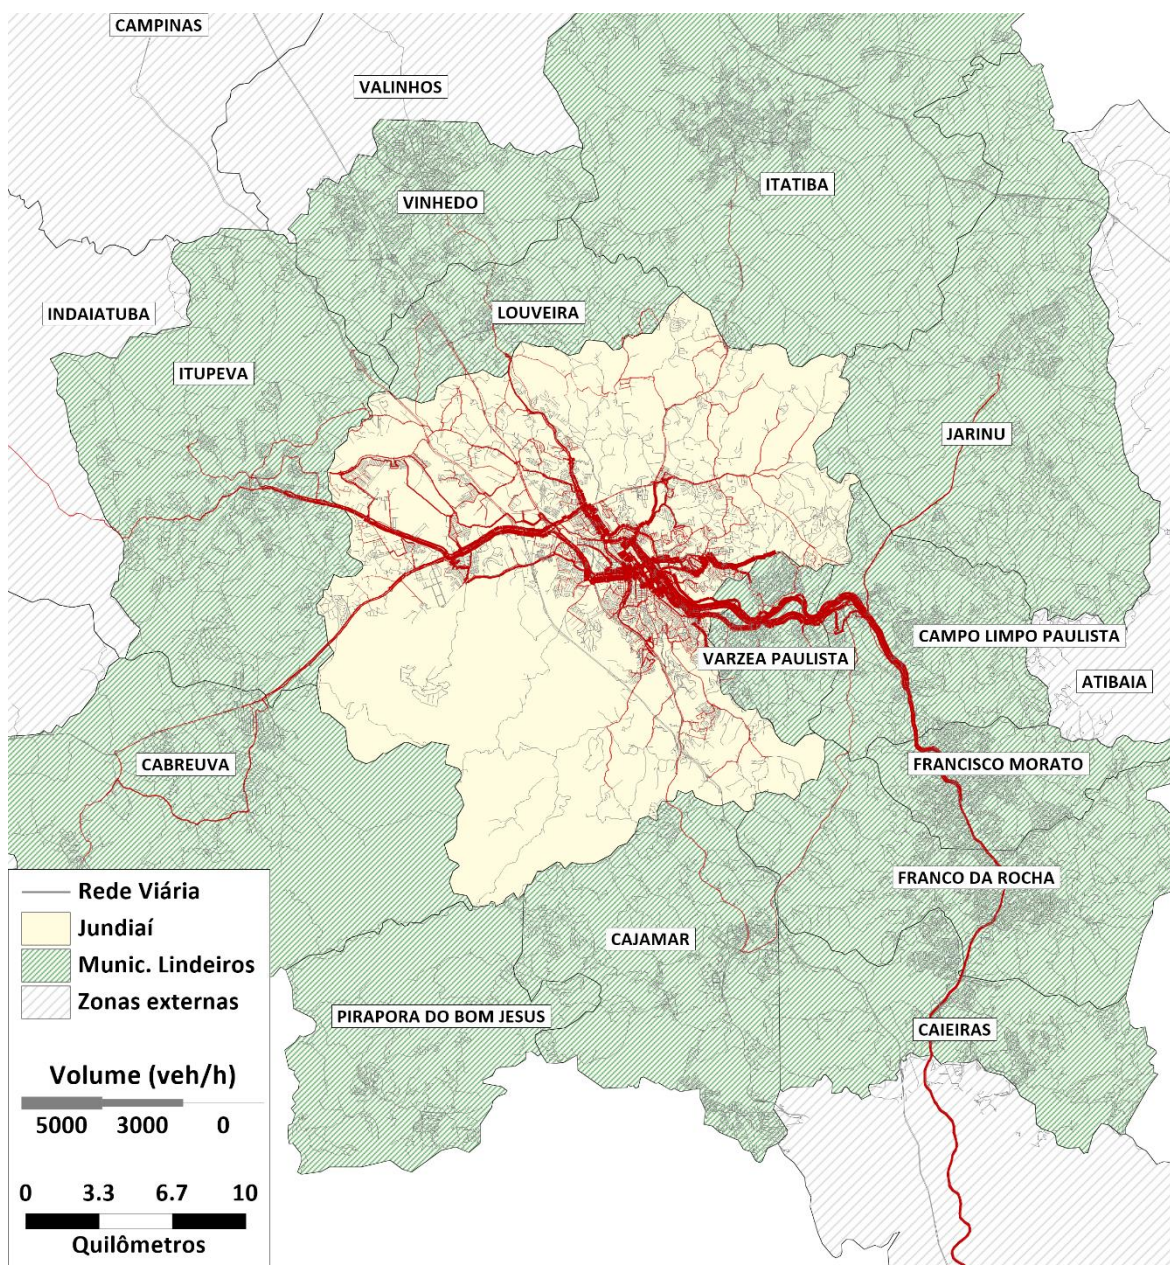 CAMPINAS
VALINHOS
ITATIBA
VINHEDO
INDAIATUBA
LOUVEIRA
ITUPEVA
JARINU
CAMPO LIMPO PAULISTA
VARZEA PAULISTA
ATIBAIA
CABREUVA
FRANCISCO MORATO
FRANCO DA ROCHA
CAJAMAR
PIRAPORA DO BOM JESUS
CAIEIRAS
Rede Viária
Jundiaí
Munic. Lindeiros
Zonas externas
Volume (veh/h)
5000 3000 0
0 3.3 6.7 10
Quilômetros